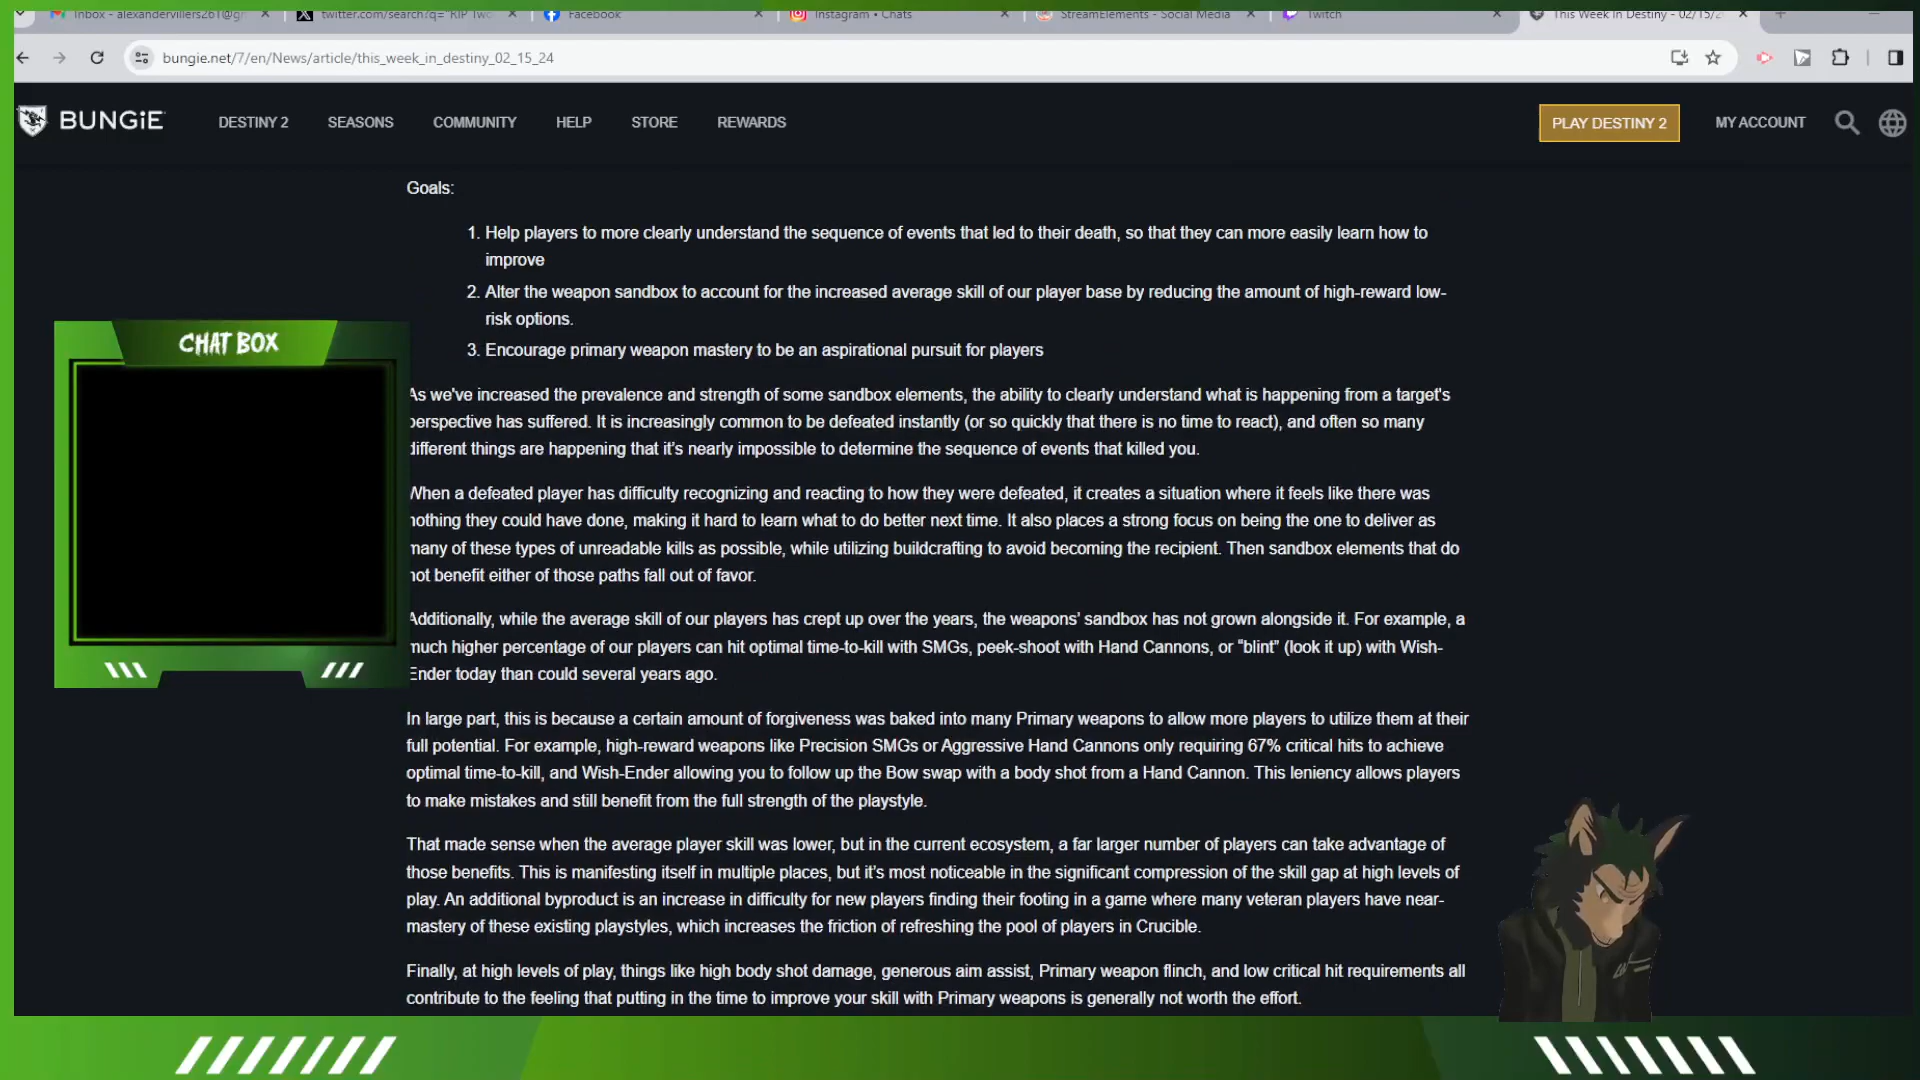 Inbox - alexandervillers261@gr
twitter.com/search?q="RIP Two
Facebook
Instagram • Chats
StreamElements - Social Media
Twitch
This Week In Destiny - 02/15/2
bungie.net/7/en/News/article/this_week_in_destiny_02_15_24
BUNGiE
DESTINY 2
SEASONS
COMMUNITY
HELP
STORE
REWARDS
PLAY DESTINY 2
MY ACCOUNT
Goals:
1. Help players to more clearly understand the sequence of events that led to their death, so that they can more easily learn how to
improve
2. Alter the weapon sandbox to account for the increased average skill of our player base by reducing the amount of high-reward low-
risk options.
3. Encourage primary weapon mastery to be an aspirational pursuit for players
CHAT BOX
As we've increased the prevalence and strength of some sandbox elements, the ability to clearly understand what is happening from a target's
perspective has suffered. It is increasingly common to be defeated instantly (or so quickly that there is no time to react), and often so many
different things are happening that it's nearly impossible to determine the sequence of events that killed you.
When a defeated player has difficulty recognizing and reacting to how they were defeated, it creates a situation where it feels like there was
nothing they could have done, making it hard to learn what to do better next time. It also places a strong focus on being the one to deliver as
many of these types of unreadable kills as possible, while utilizing buildcrafting to avoid becoming the recipient. Then sandbox elements that do
not benefit either of those paths fall out of favor.
Additionally, while the average skill of our players has crept up over the years, the weapons' sandbox has not grown alongside it. For example, a
much higher percentage of our players can hit optimal time-to-kill with SMGs, peek-shoot with Hand Cannons, or “blint” (look it up) with Wish-
Ender today than could several years ago.
In large part, this is because a certain amount of forgiveness was baked into many Primary weapons to allow more players to utilize them at their
full potential. For example, high-reward weapons like Precision SMGs or Aggressive Hand Cannons only requiring 67% critical hits to achieve
optimal time-to-kill, and Wish-Ender allowing you to follow up the Bow swap with a body shot from a Hand Cannon. This leniency allows players
to make mistakes and still benefit from the full strength of the playstyle.
That made sense when the average player skill was lower, but in the current ecosystem, a far larger number of players can take advantage of
those benefits. This is manifesting itself in multiple places, but it's most noticeable in the significant compression of the skill gap at high levels of
play. An additional byproduct is an increase in difficulty for new players finding their footing in a game where many veteran players have near-
mastery of these existing playstyles, which increases the friction of refreshing the pool of players in Crucible.
Finally, at high levels of play, things like high body shot damage, generous aim assist, Primary weapon flinch, and low critical hit requirements all
contribute to the feeling that putting in the time to improve your skill with Primary weapons is generally not worth the effort.